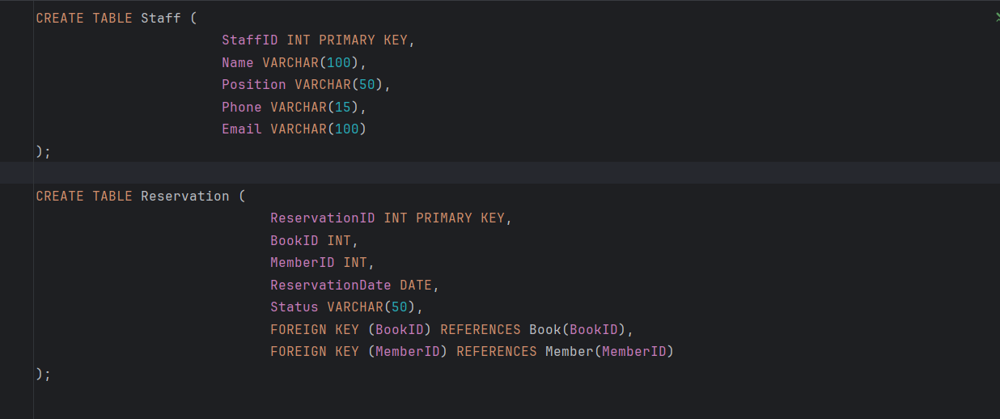 CREATE TABLE Staff (
StaffID INT PRIMARY KEY,
Name VARCHAR(100),
Position VARCHAR(50),
Phone VARCHAR(15),
Email VARCHAR(100)
);
CREATE TABLE Reservation (
ReservationID INT PRIMARY KEY,
BookID INT,
MemberID INT,
ReservationDate DATE,
Status VARCHAR(50),
FOREIGN KEY (BookID) REFERENCES Book(BookID),
FOREIGN KEY (MemberID) REFERENCES Member(MemberID)
);